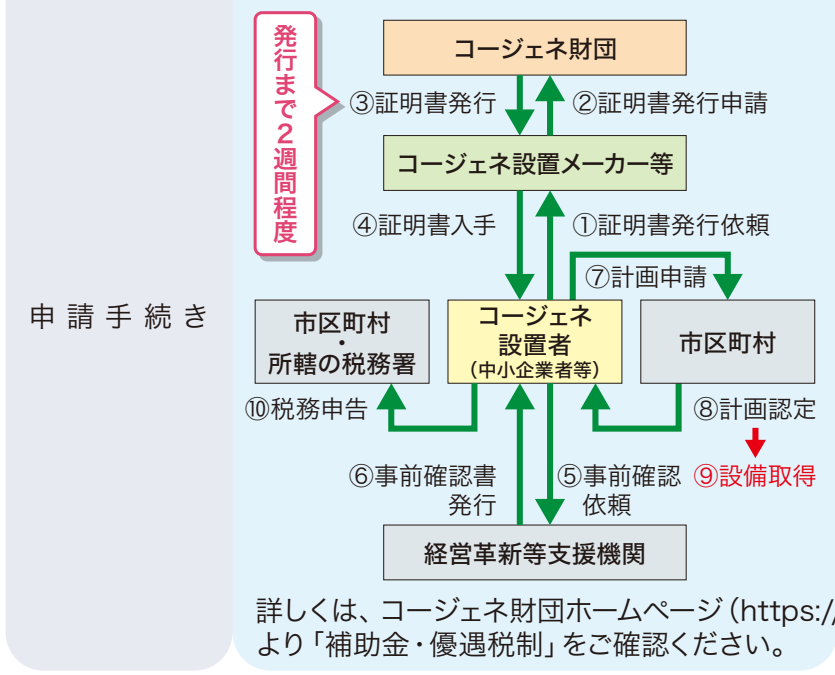 申請手続き
発行まで2週間程度
コージェネ財団
③証明書発行
②証明書発行申請
コージェネ設置メーカー等
④証明書入手
①証明書発行依頼
⑦計画申請
市区町村
・
所轄の税務署
コージェネ
設置者
(中小企業者等)
市区町村
⑩税務申告
⑧計画認定
⑥事前確認書
発行
⑤事前確認
依頼
⑨設備取得
経営革新等支援機関
詳しくは、コージェネ財団ホームページ(https:/
より「補助金・優遇税制」をご確認ください。